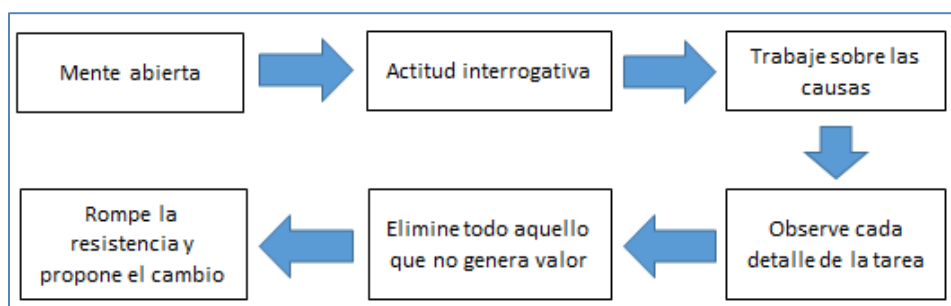 Mente abierta
Actitud interrogativa
Trabaje sobre las
causas
Observe cada
detalle de la tarea
Elimine todo aquello
que no genera valor
Rompe la
resistencia y
propone el cambio